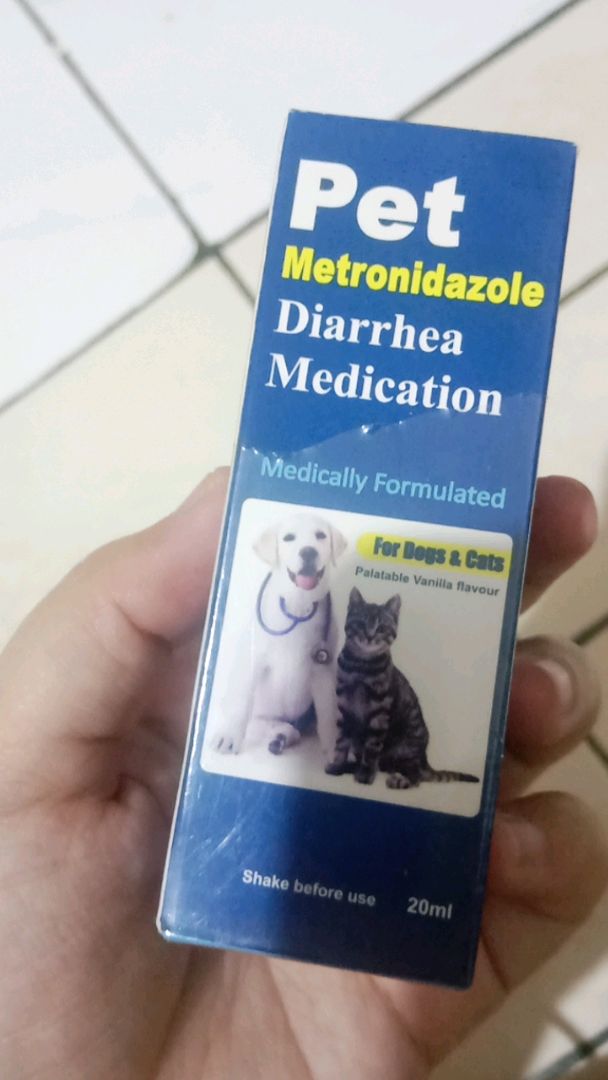 Pet
Metronidazole
Diarrhea
Medication
Medically Formulated
For Dogs & Cats
Palatable Vanilla flavour
Shake before use 20ml